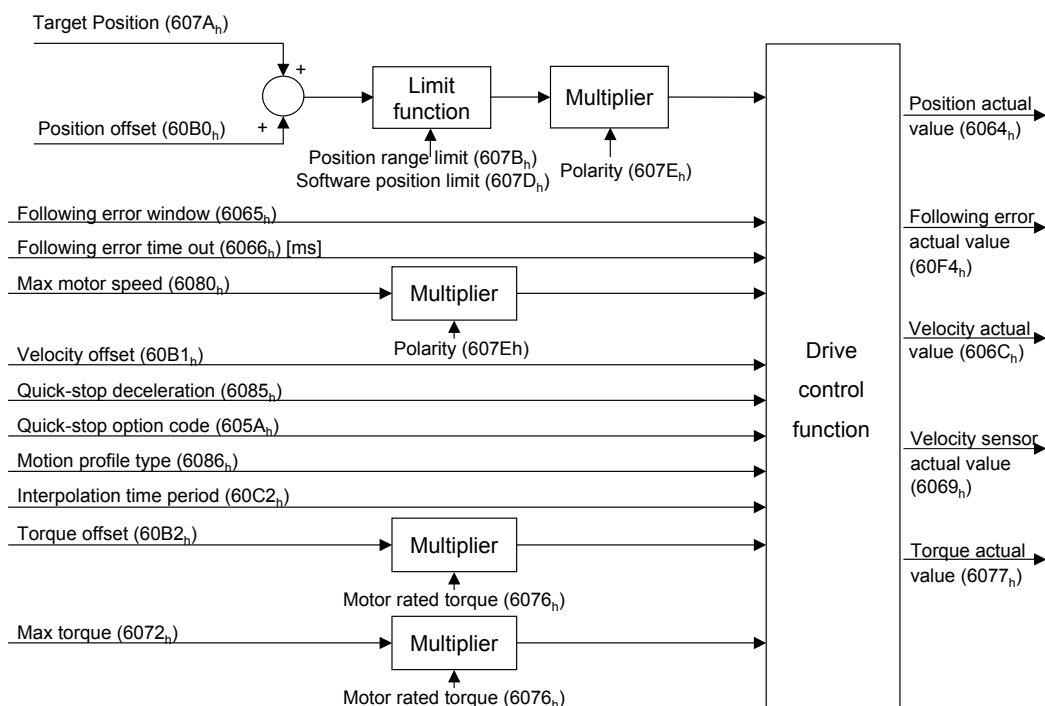 Target Position (607Ah)
+
Position offset (60B0h)
+
Limit
function
Multiplier
Position range limit (607Bh)
Software position limit (607Dh)
Polarity (607Eh)
Following error window (6065h)
Following error time out (6066h) [ms]
Max motor speed (6080h)
Multiplier
Polarity (607Eh)
Velocity offset (60B1h)
Quick-stop deceleration (6085h)
Quick-stop option code (605Ah)
Motion profile type (6086h)
Interpolation time period (60C2h)
Torque offset (60B2h)
Multiplier
Motor rated torque (6076h)
Max torque (6072h)
Multiplier
Motor rated torque (6076h)
Drive
control
function
Position actual
value (6064h)
Following error
actual value
(60F4h)
Velocity actual
value (606Ch)
Velocity sensor
actual value
(6069h)
Torque actual
value (6077h)